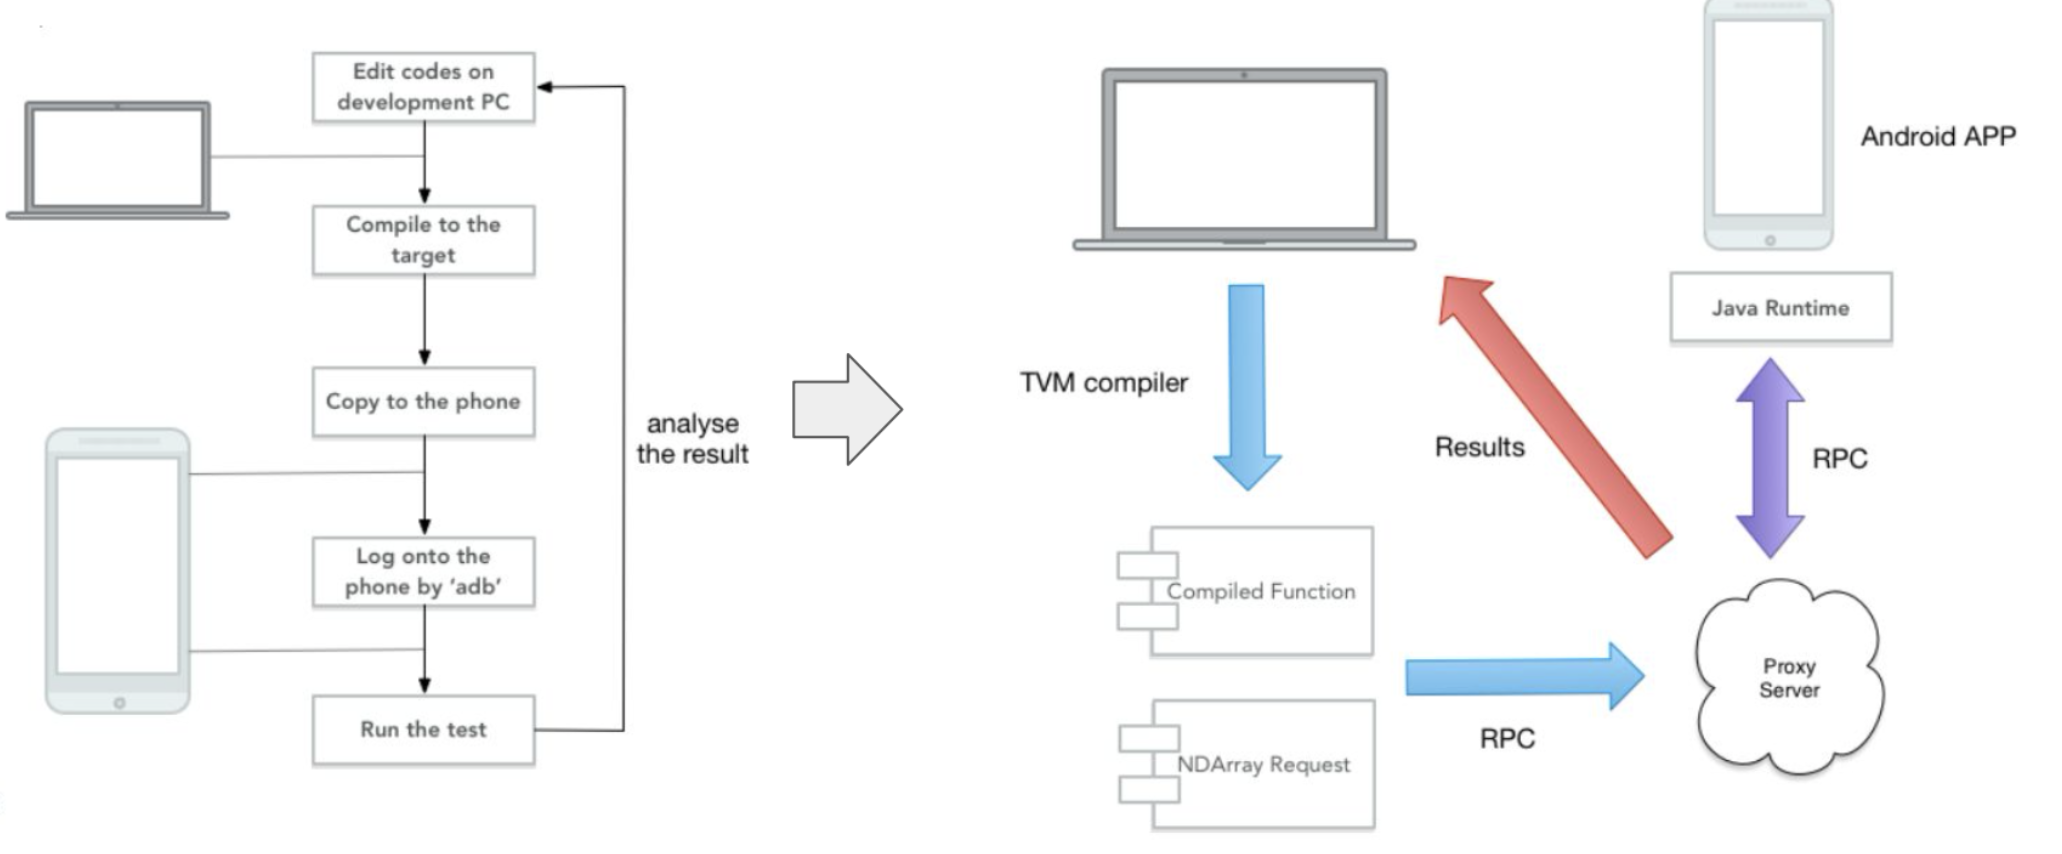 Edit codes on
development PC
Compile to the
target
Copy to the phone
Log onto the
phone by ‘adb’
Run the test
analyse
the result
TVM compiler
Compiled Function
NDArray Request
RPC
Results
Android APP
Java Runtime
RPC
Proxy
Server